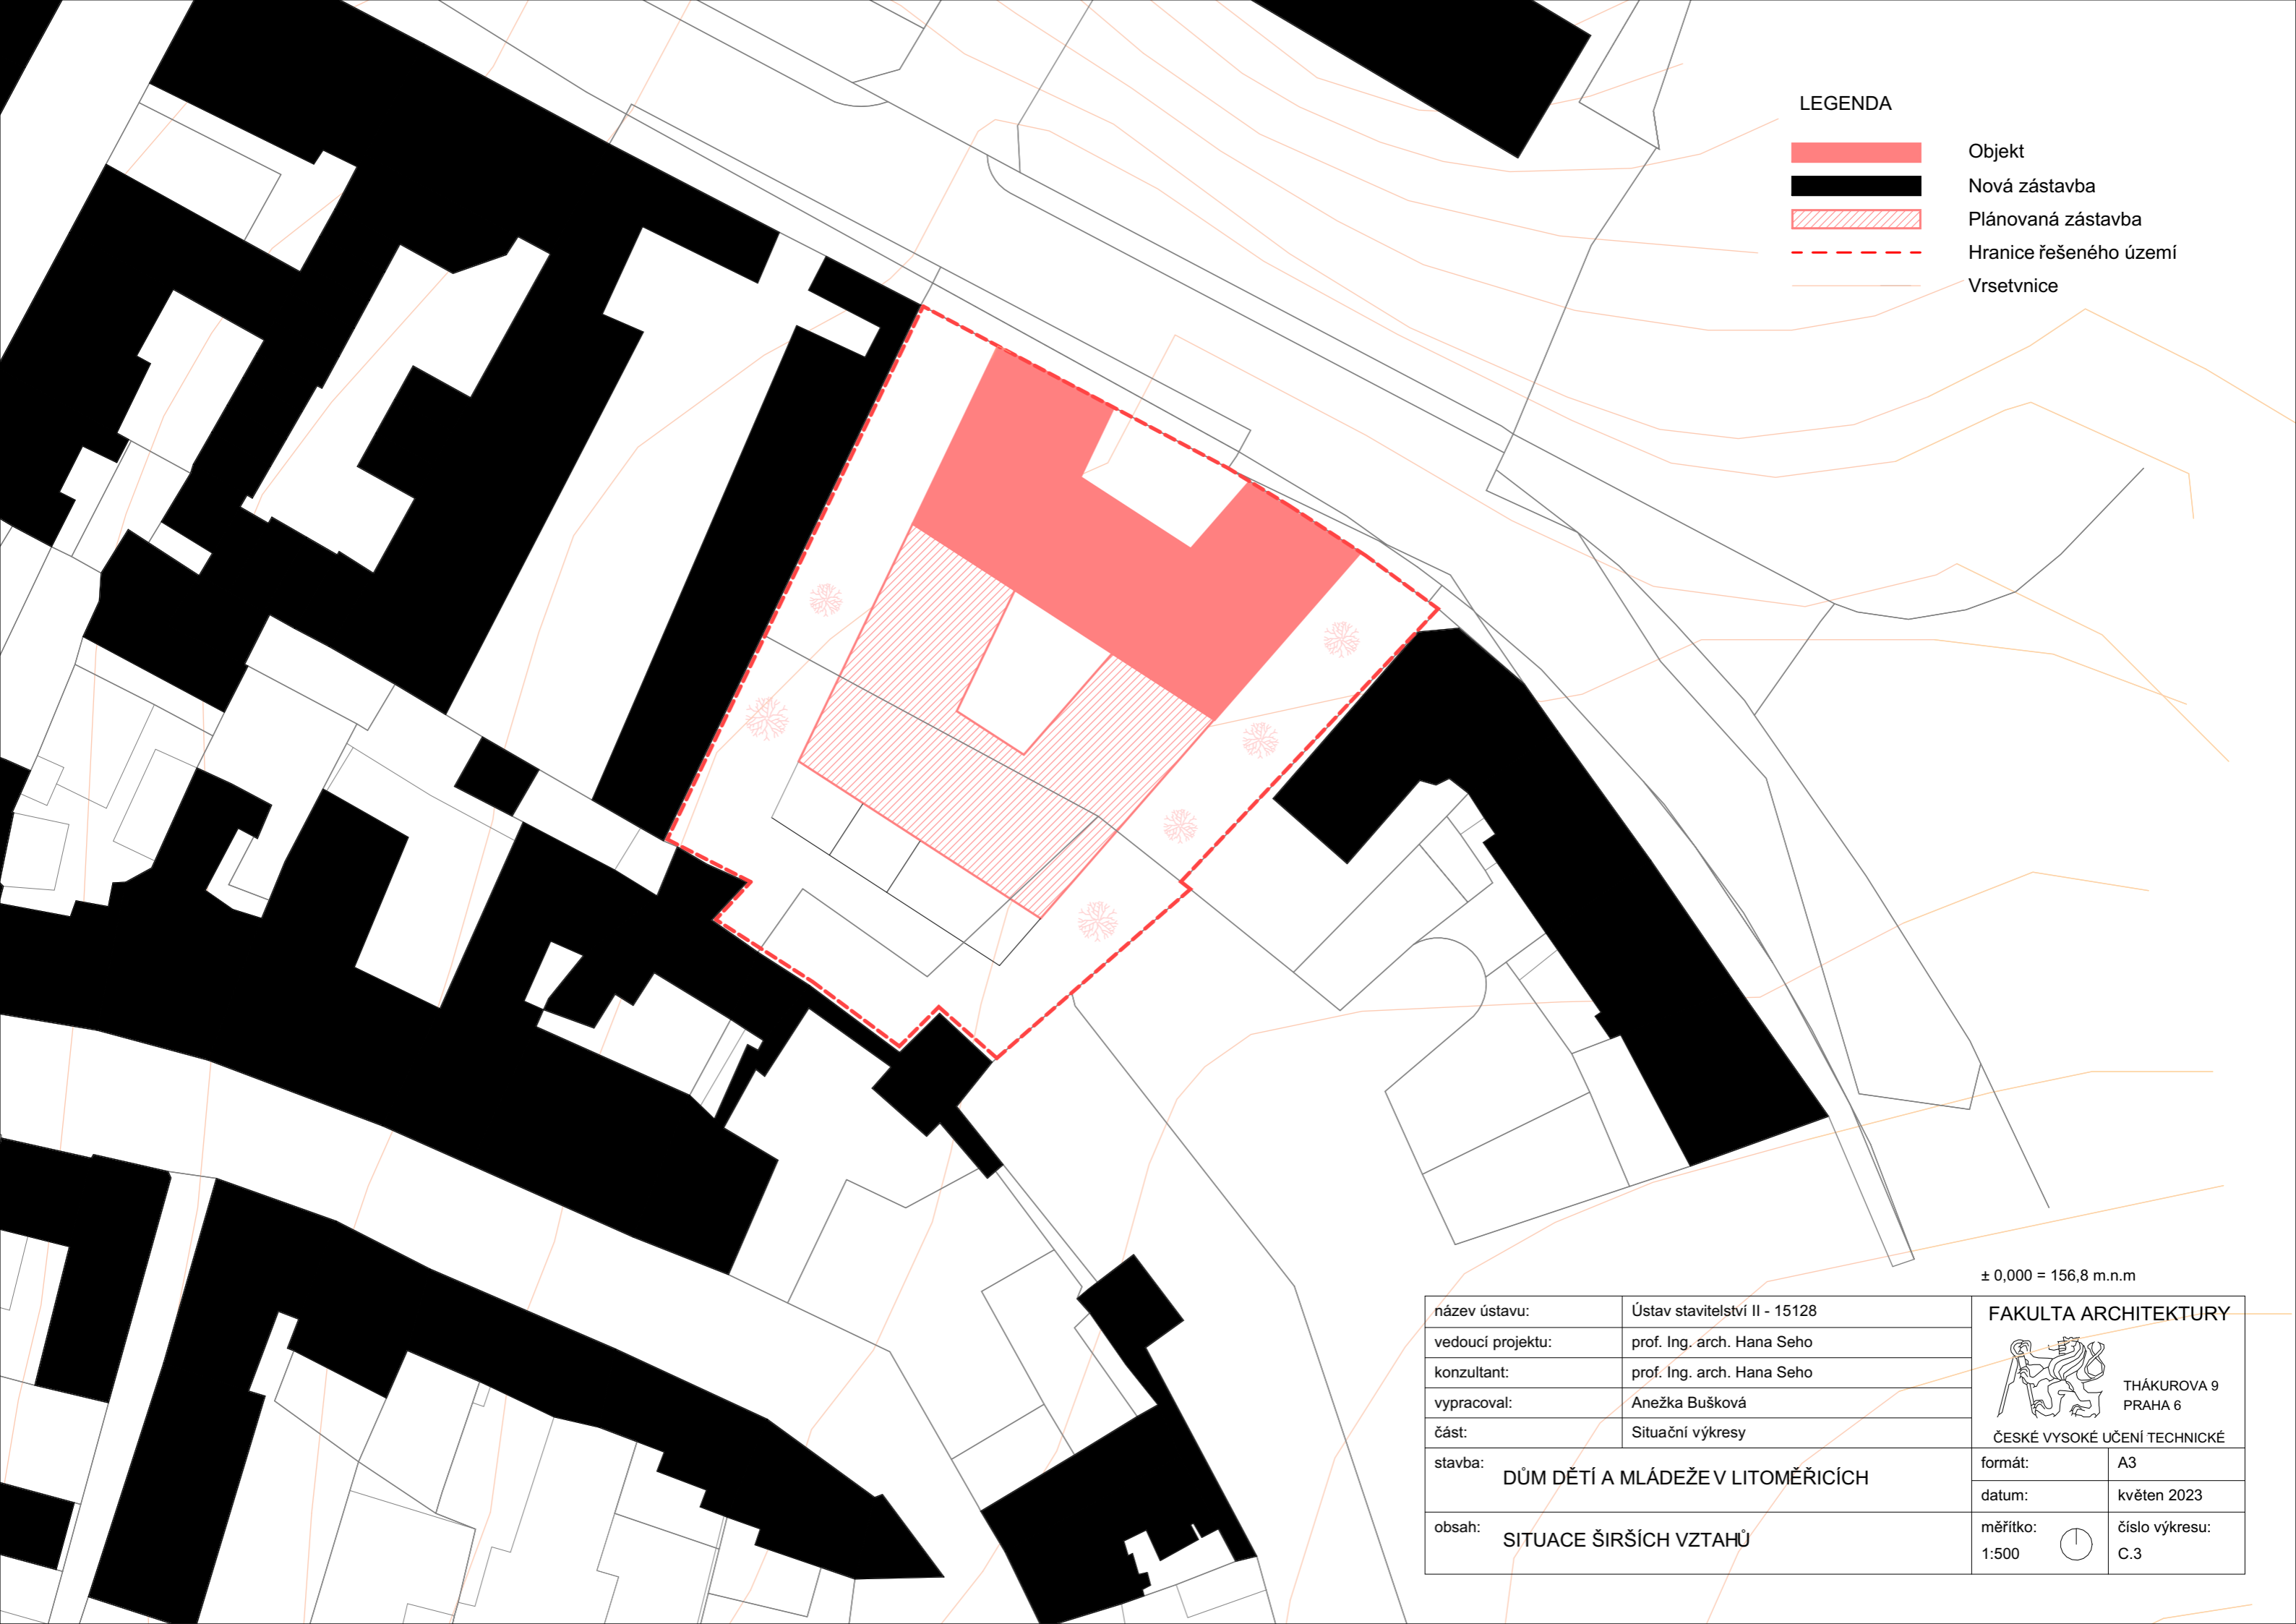 LEGENDA
Objekt
Nová zástavba
Plánovaná zástavba
Hranice řešeného území
Vrsetvnice
± 0,000 = 156,8 m.n.m
název ústavu: Ústav stavitelství II - 15128
vedoucí projektu: prof. Ing. arch. Hana Seho
konzultant: prof. Ing. arch. Hana Seho
vypracoval: Anežka Bušková
část: Situační výkresy
stavba: DŮM DĚTÍ A MLÁDEŽE V LITOMĚŘICÍCH
obsah: SITUACE ŠIRŠÍCH VZTAHŮ
FAKULTA ARCHITEKTURY
THÁKUROVA 9
PRAHA 6
ČESKÉ VYSOKÉ UČENÍ TECHNICKÉ
formát: A3
datum: květen 2023
měřítko: číslo výkresu:
1:500 C.3